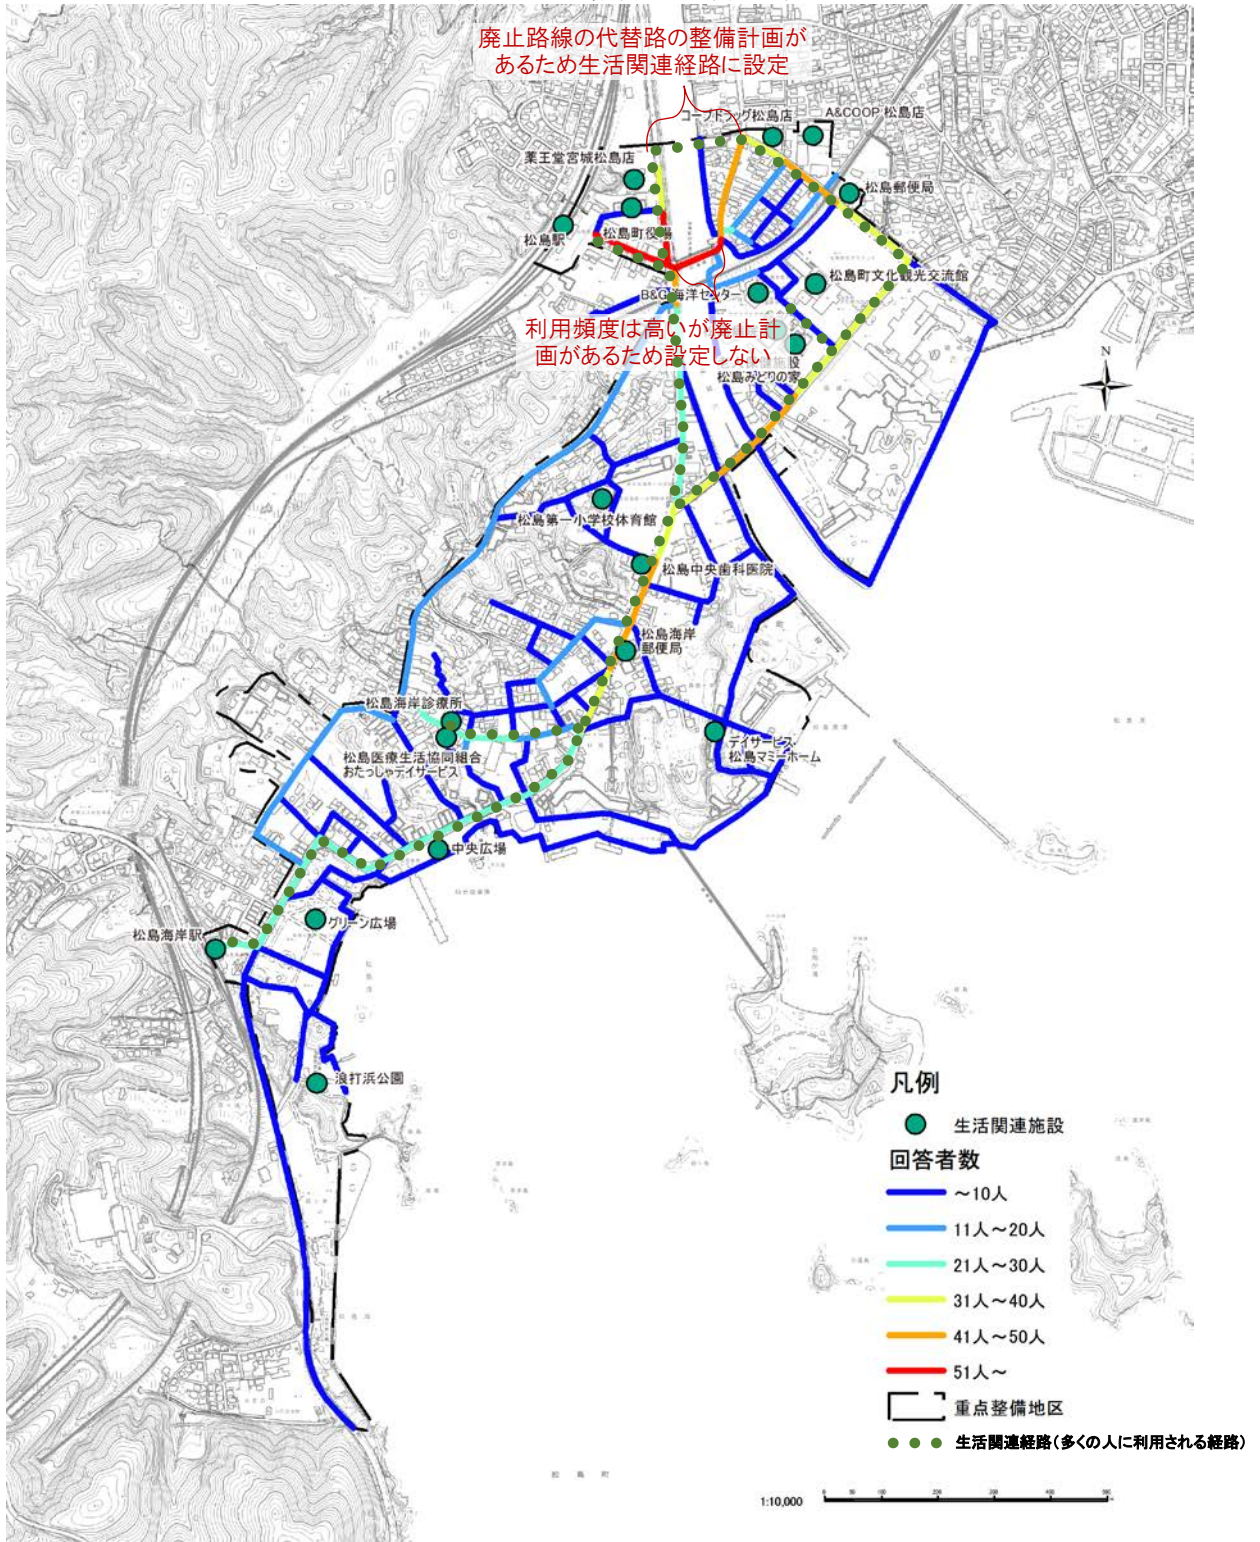 廃止路線の代替路の整備計画が
あるため生活関連経路に設定
コープドラッグ松島店
A&COOP 松島店
薬王堂宮城松島店
松島郵便局
松島町役場
松島駅
松島町文化観光交流館
B&G海洋センター
利用頻度は高いが廃止計
画があるため設定しない
松島みどりの家
N
松島第一小学校体育館
松島中央歯科医院
松島海岸
郵便局
松島海岸診療所
デイサービス
松島マミーホーム
松島医療生活協同組合
おたっしゃデイサービス
中央広場
グリーン広場
松島海岸駅
浪打浜公園
凡例
生活関連施設
回答者数
～10人
11人～20人
21人～30人
31人～40人
41人～50人
51人～
重点整備地区
生活関連経路(多くの人に利用される経路)
松島町
1:10,000